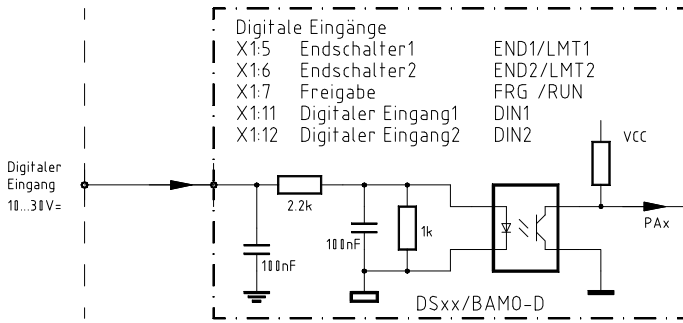 Digitale Eingänge
X1:5 Endschalter1 END1/LMT1
X1:6 Endschalter2 END2/LMT2
X1:7 Freigabe FRG /RUN
X1:11 Digitaler Eingang1 DIN1
X1:12 Digitaler Eingang2 DIN2
VCC
Digitaler
Eingang
10...30V=
2.2k
100nF
1k
100nF
PAx
DSxx/BAMO-D